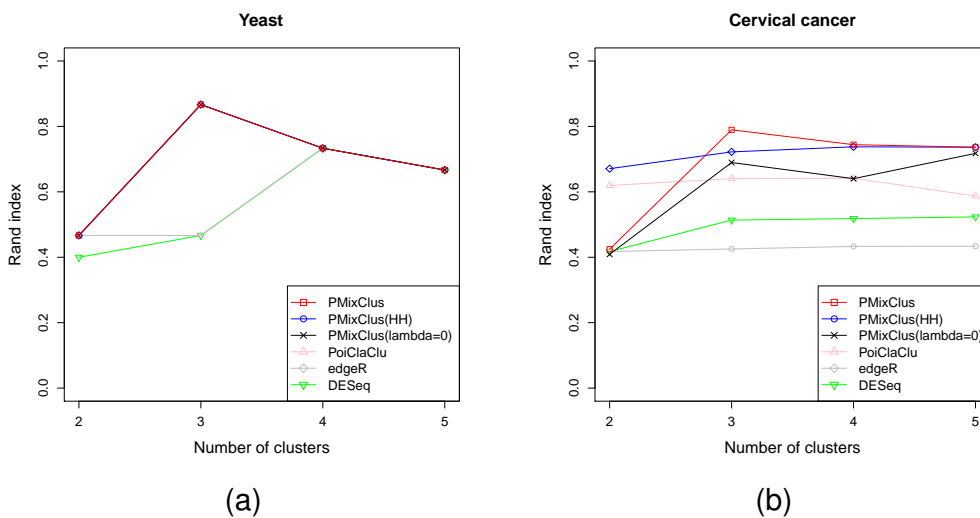 Yeast
Rand index
1.0
0.8
0.6
0.4
0.2
0.0
PMixClus
PMixClus(HH)
PMixClus(lambda=0)
PoiClaClu
edgeR
DESeq
2 3 4 5
Number of clusters
(a)
Cervical cancer
Rand index
1.0
0.8
0.6
0.4
0.2
0.0
PMixClus
PMixClus(HH)
PMixClus(lambda=0)
PoiClaClu
edgeR
DESeq
2 3 4 5
Number of clusters
(b)